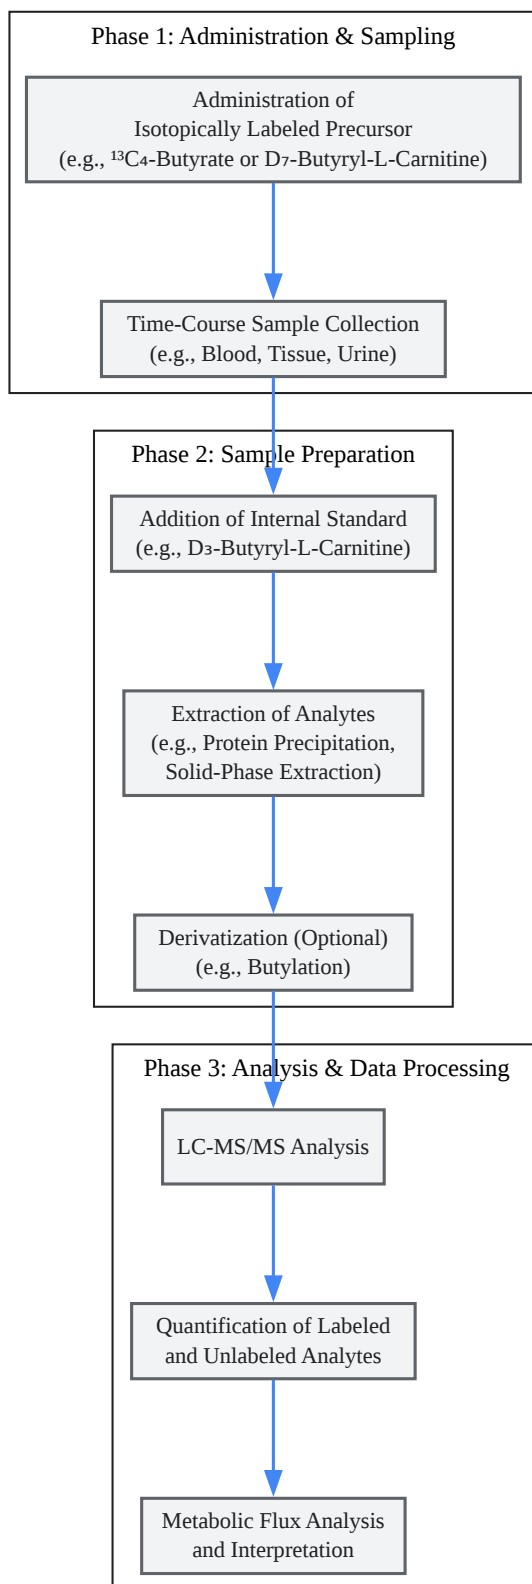 Phase 1: Administration & Sampling
Administration of
Isotopically Labeled Precursor
(e.g., ¹³C₄-Butyrate or D₇-Butyryl-L-Carnitine)
Time-Course Sample Collection
(e.g., Blood, Tissue, Urine)
Phase 2: Sample Preparation
Addition of Internal Standard
(e.g., D₃-Butyryl-L-Carnitine)
Extraction of Analytes
(e.g., Protein Precipitation,
Solid-Phase Extraction)
Derivatization (Optional)
(e.g., Butylation)
Phase 3: Analysis & Data Processing
LC-MS/MS Analysis
Quantification of Labeled
and Unlabeled Analytes
Metabolic Flux Analysis
and Interpretation